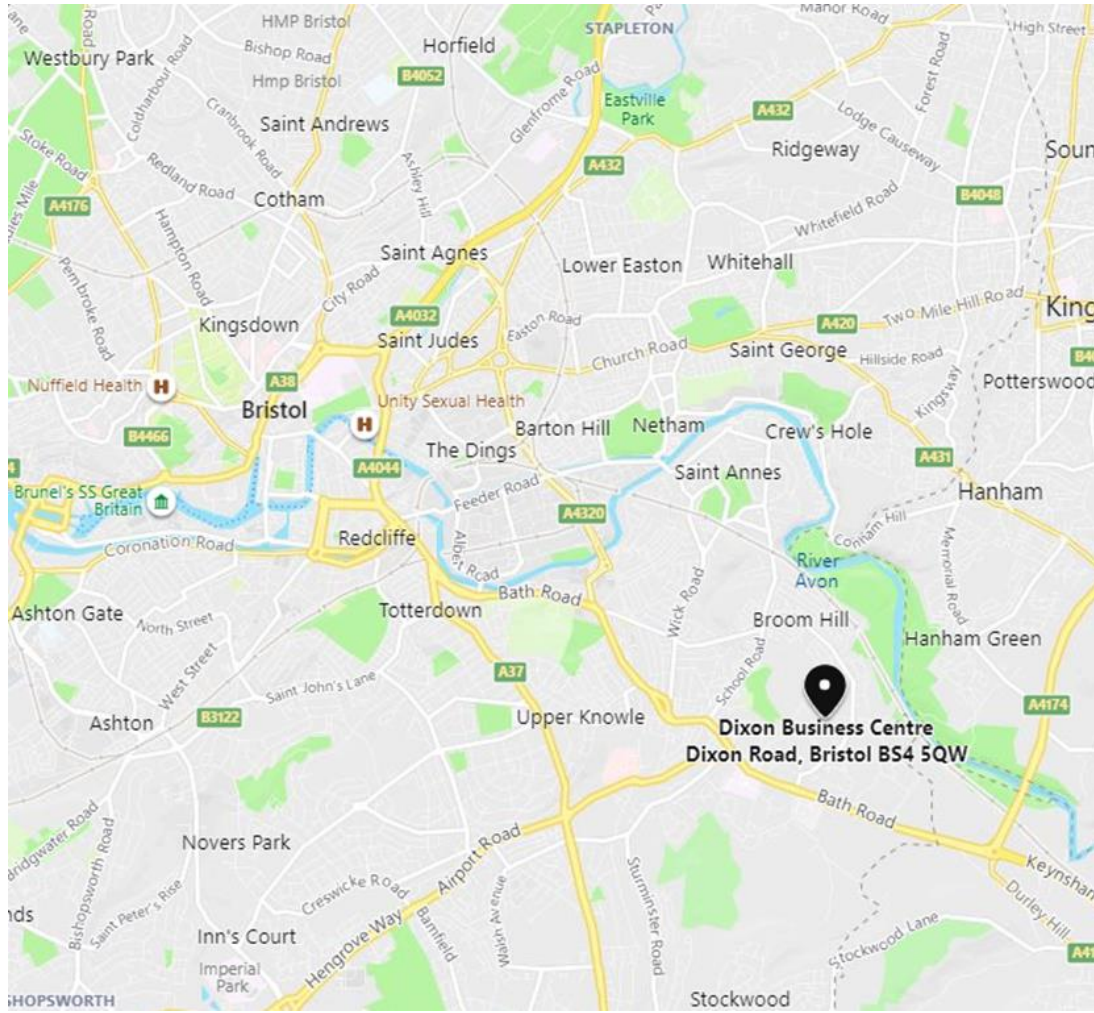 HMP Bristol
STAPLETON
Manor Road
High Street
Road
Westbury Park
Bishop Road
Horfield
B4052
Hmp Bristol
Coldharbour Road
Cranbrook Road
Saint Andrews
Glenfrome Road
Eastville
Park
A432
Forest Road
Lodge Causeway
Ridgeway
Soun
Stoke Road
Redland Road
Ashley Hill
A432
B4048
A4176
Cotham
Whitefield Road
Hampton Road
Pembroke Road
Saint Agnes
Lower Easton
Whitehall
City Road
A4032
Kingsdown
Easton Road
A420
Two Mile Hill Road
King
Saint Judes
Church Road
Saint George
Hillside Road
Nuffield Health
H
A38
Kingsway
Potterswood
Bristol
H
Unity Sexual Health
B4466
Barton Hill
Netham
Crew's Hole
The Dings
A4044
Saint Annes
A431
Brunel's SS Great
Britain
Feeder Road
A4320
Hanham
Coronation Road
Redcliffe
Albert Road
Conham Hill
Memorial Road
River
Avon
Bath Road
Ashton Gate
North Street
Totterdown
Wick Road
Broom Hill
Hanham Green
West Street
Saint John's Lane
A37
School Road
A4174
Ashton
B3122
Upper Knowle
Dixon Business Centre
Dixon Road, Bristol BS4 5QW
Bath Road
Novers Park
Airport Road
Keynsham
Bridgwater Road
Bishopsworth Road
Saint Peter's Rise
Creswicke Road
Bamfield
Walsh Avenue
Sturminster Road
Durley Hill
nds
Inn's Court
Hengrove Way
Stockwood Lane
A41
Imperial
Park
SHOPSWORTH
Stockwood